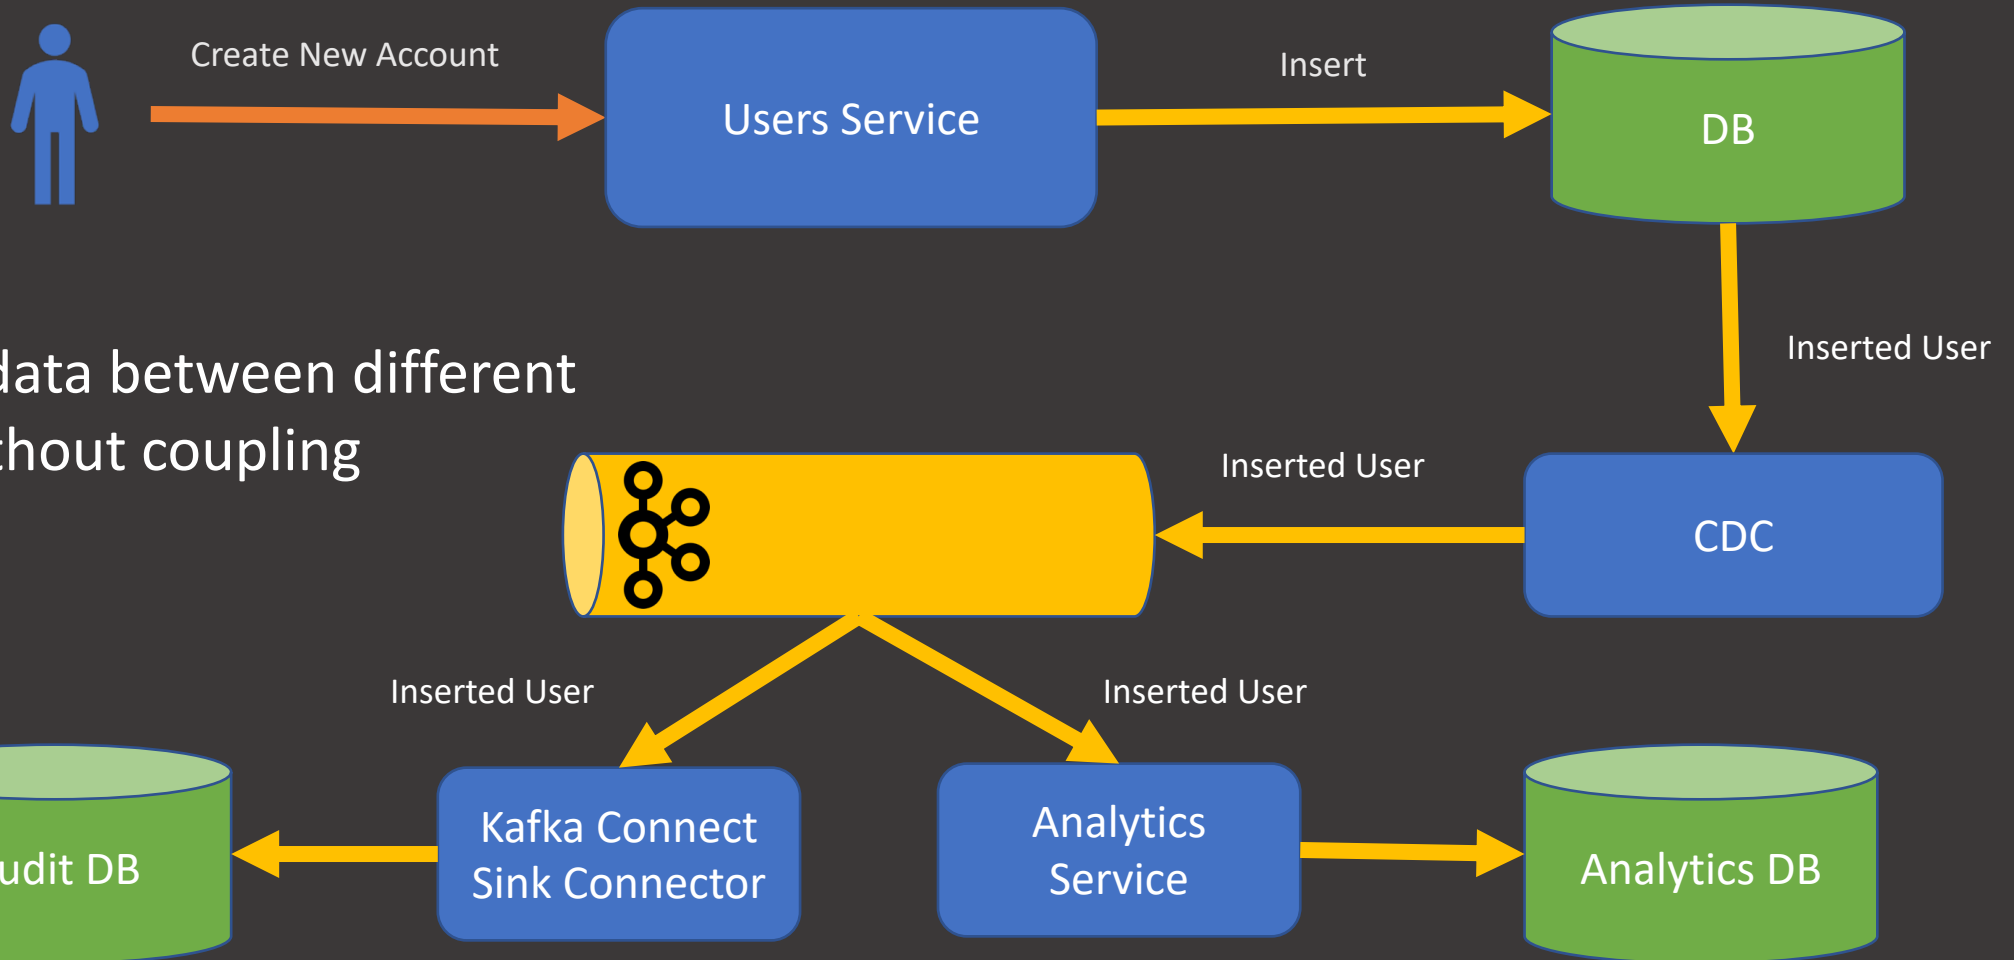 Create New Account
Users Service
Insert
DB
Inserted User
data between different
thout coupling
Inserted User
CDC
Inserted User
Inserted User
Kafka Connect
Sink Connector
Analytics
Service
udit DB
Analytics DB